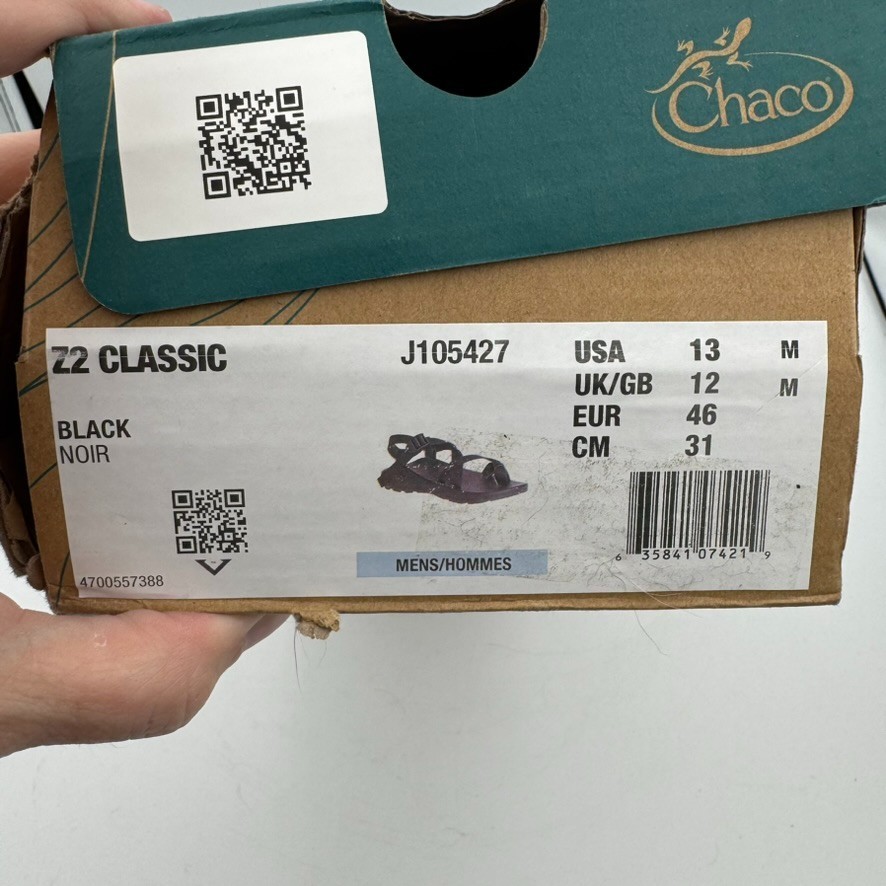 Chaco
Z2 CLASSIC J105427 USA 13 M
UK/GB 12 M
BLACK EUR 46
NOIR CM 31
MENS/HOMMES
6 35841 07421 9
4700557388